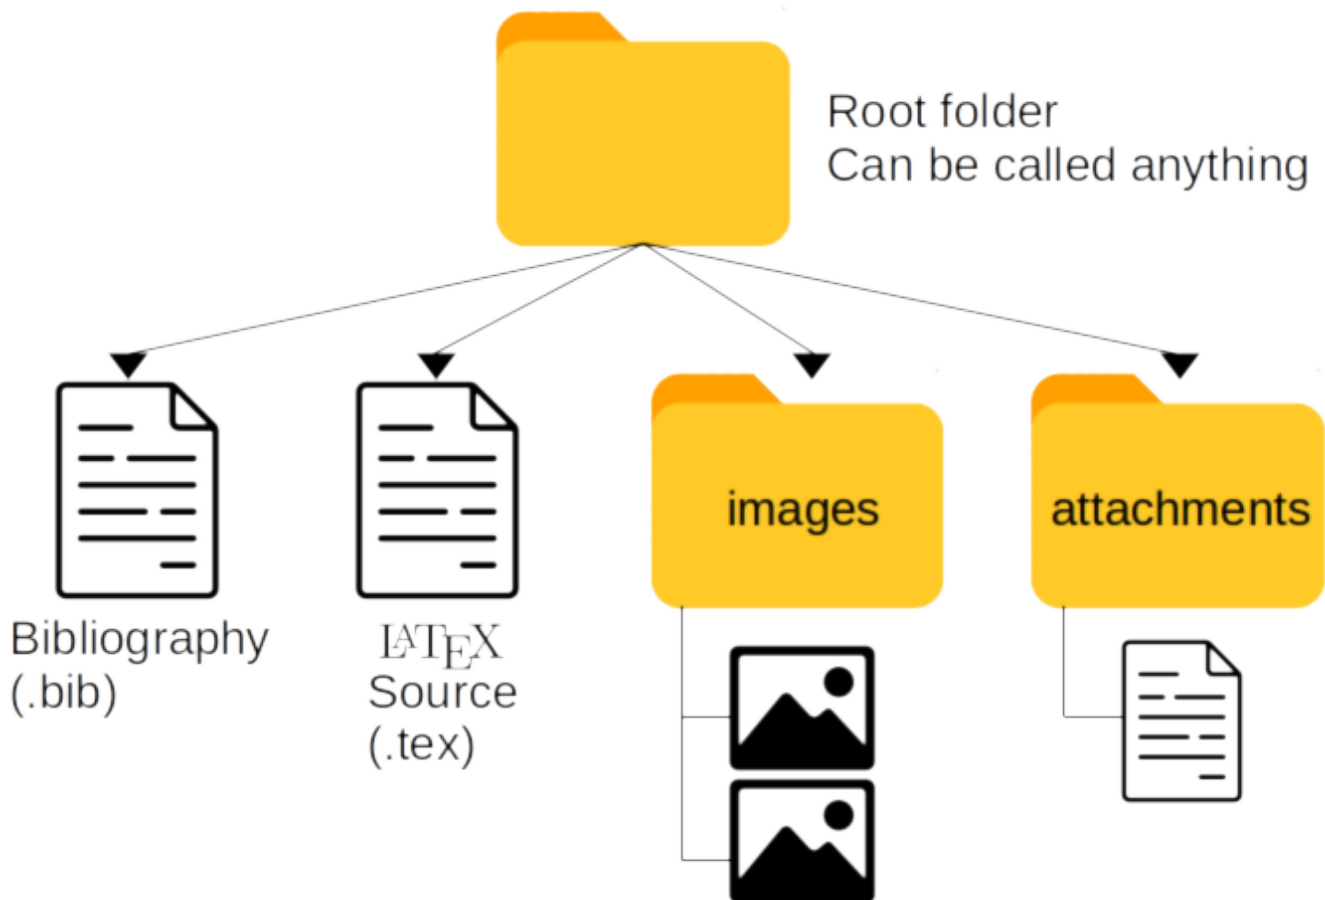 Root folder
Can be called anything
images
attachments
Bibliography
(.bib)
LATEX
Source
(.tex)